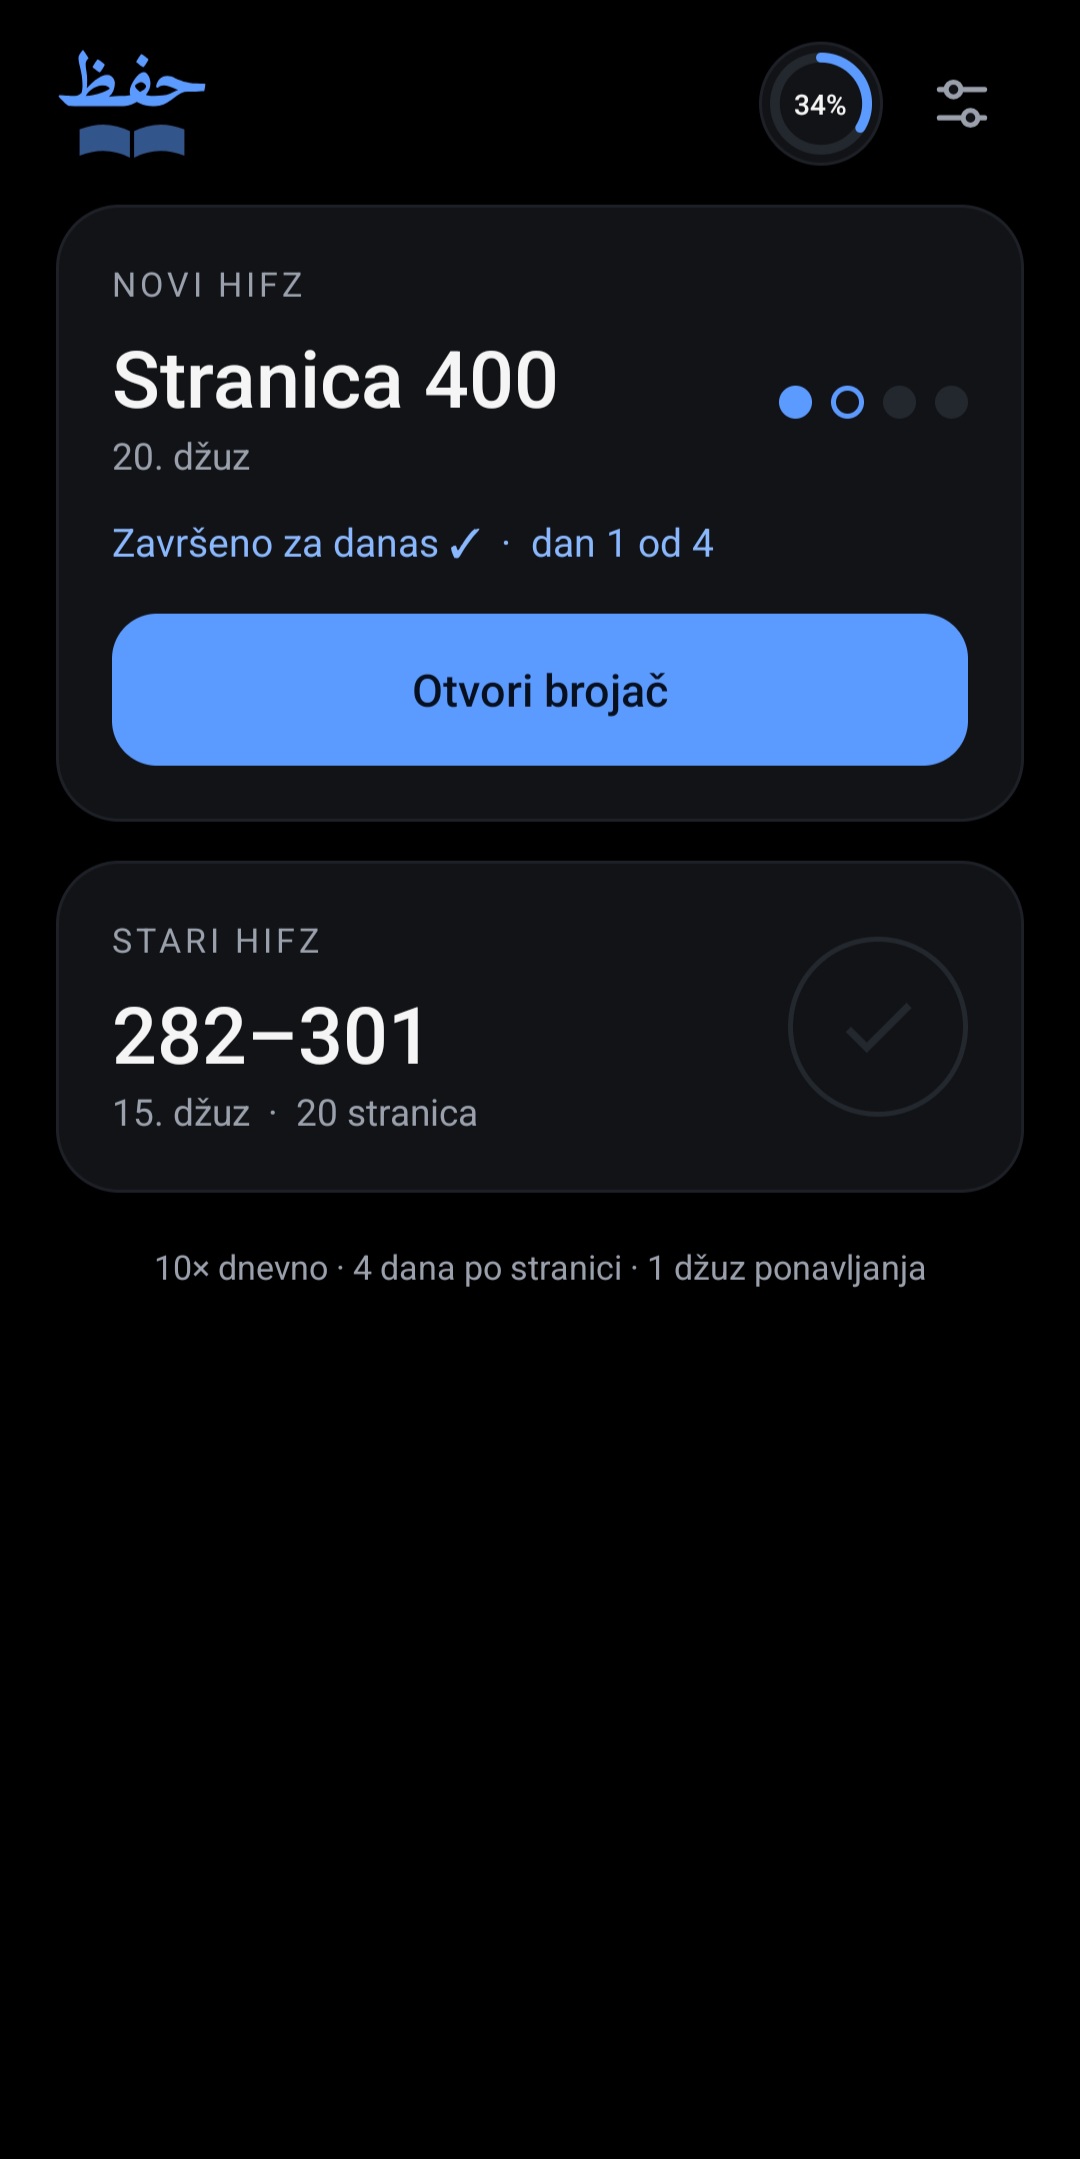 حفظ
34%
NOVI HIFZ
Stranica 400
20. džuz
Završeno za danas ✓ · dan 1 od 4
Otvori brojač
STARI HIFZ
282–301
15. džuz · 20 stranica
10× dnevno · 4 dana po stranici · 1 džuz ponavljanja